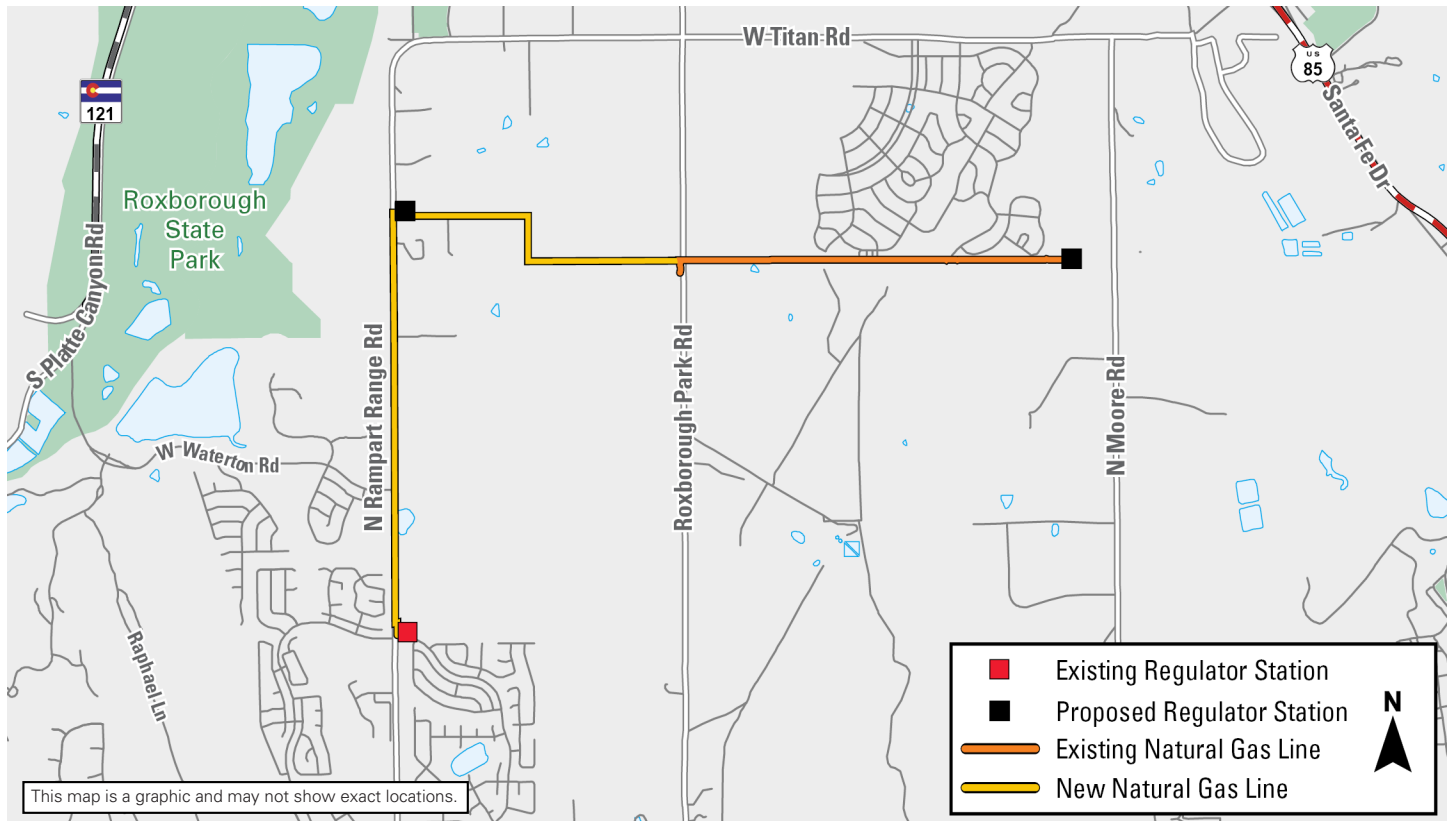 W Titan Rd
121
US
85
Santa Fe Dr
Roxborough
State
Park
S Platte Canyon Rd
N Rampart Range Rd
Roxborough Park Rd
N Moore Rd
W Waterton Rd
Raphael Ln
Existing Regulator Station
Proposed Regulator Station
Existing Natural Gas Line
New Natural Gas Line
N
This map is a graphic and may not show exact locations.